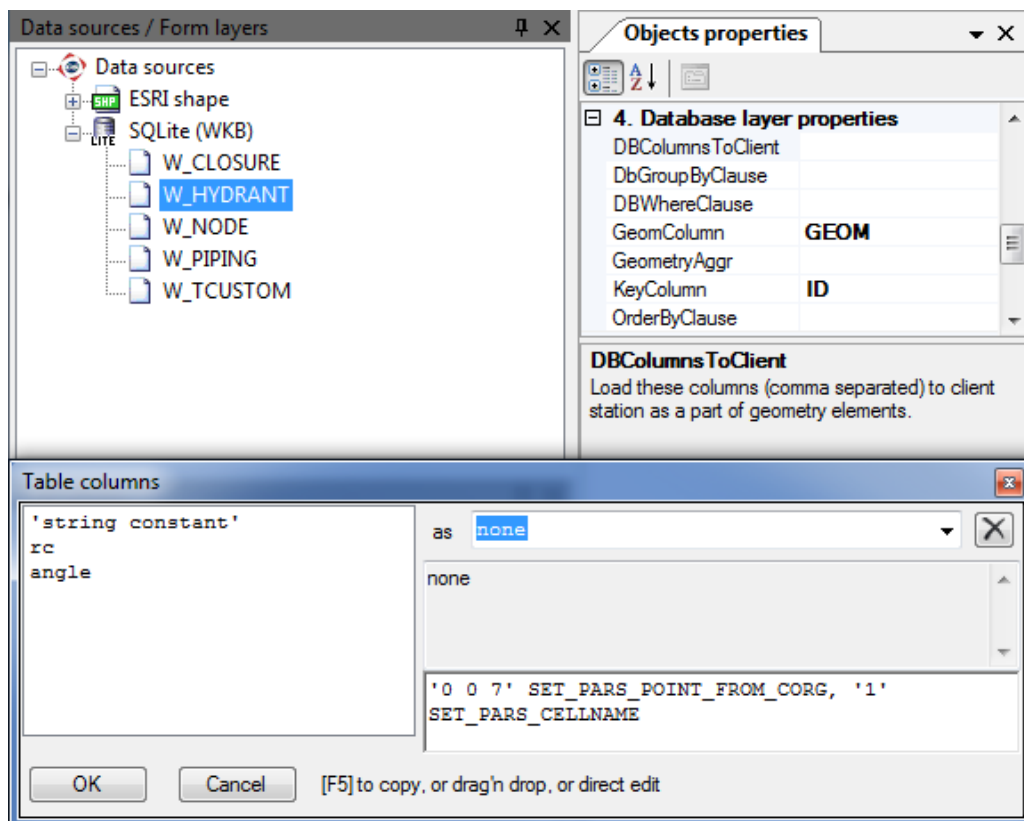 Data sources / Form layers
Data sources
SHP ESRI shape
LITE SQLite (WKB)
W_CLOSURE
W_HYDRANT
W_NODE
W_PIPING
W_TCUSTOM
Objects properties
A
Z
4. Database layer properties
DBColumnsToClient
DbGroupByClause
DBWhereClause
GeomColumn GEOM
GeometryAggr
KeyColumn ID
OrderByClause
DBColumnsToClient
Load these columns (comma separated) to client
station as a part of geometry elements.
Table columns
'string constant'
rc
angle
as none
none
'0 0 7' SET_PARS_POINT_FROM_CORG, '1'
SET_PARS_CELLNAME
OK Cancel [F5] to copy, or drag'n drop, or direct edit